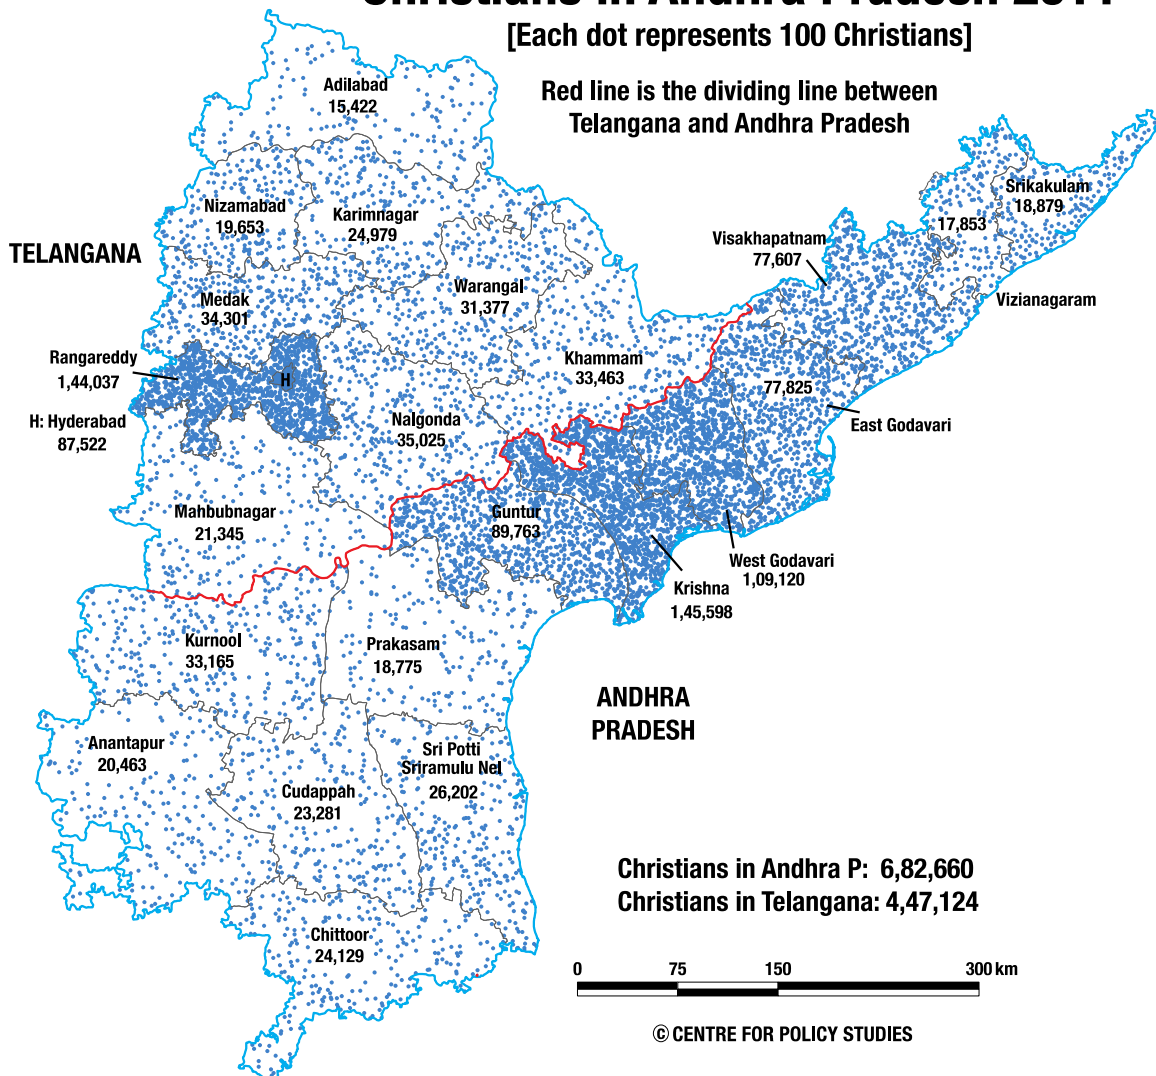 [Each dot represents 100 Christians]
Red line is the dividing line between
Telangana and Andhra Pradesh
Adilabad
15,422
Nizamabad
19,653
Karimnagar
24,979
TELANGANA
Medak
34,301
Warangal
31,377
Visakhapatnam
77,607
17,853
Srikakulam
18,879
Vizianagaram
Rangareddy
1,44,037
H
H: Hyderabad
87,522
Khammam
33,463
Nalgonda
35,025
77,825
East Godavari
Mahbubnagar
21,345
Guntur
89,763
West Godavari
1,09,120
Krishna
1,45,598
Kurnool
33,165
Prakasam
18,775
ANDHRA
PRADESH
Anantapur
20,463
Cudappah
23,281
Sri Potti
Sriramulu Nel
26,202
Chittoor
24,129
Christians in Andhra P: 6,82,660
Christians in Telangana: 4,47,124
0 75 150 300 km
© CENTRE FOR POLICY STUDIES